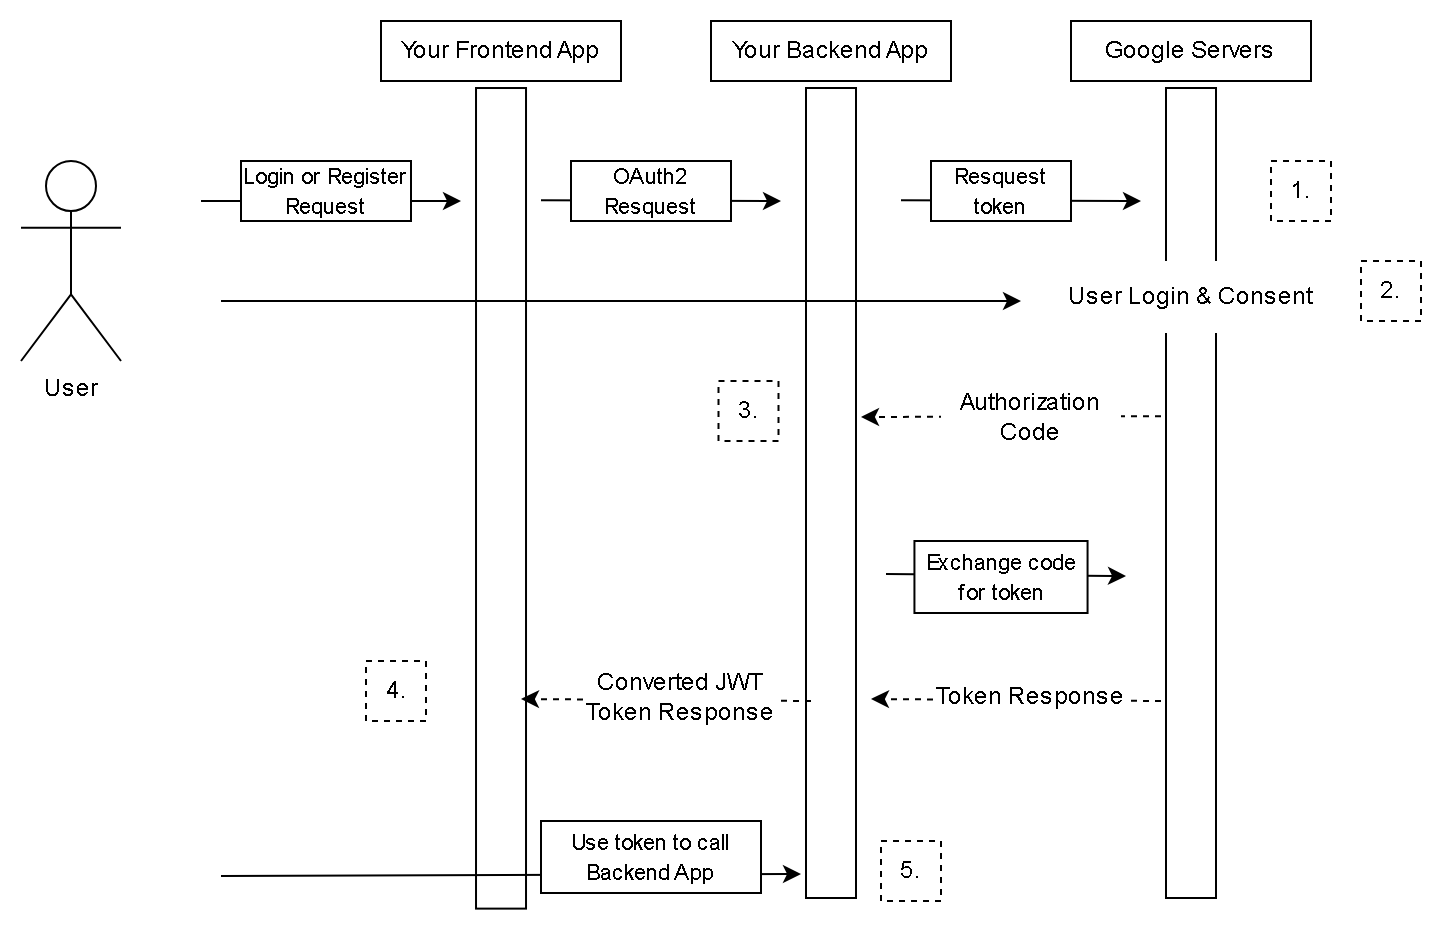 Your Frontend App
Your Backend App
Google Servers
Login or Register
Request
OAuth2
Resquest
Resquest
token
1.
User Login & Consent
2.
User
3.
Authorization
Code
Exchange code
for token
4.
Converted JWT
Token Response
Token Response
Use token to call
Backend App
5.